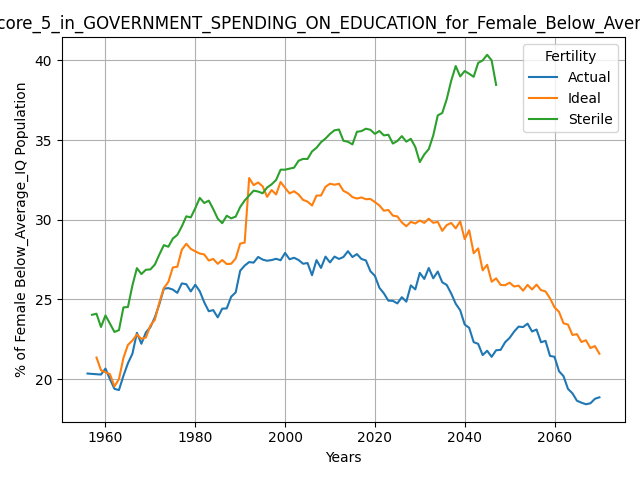 core_5_in_GOVERNMENT_SPENDING_ON_EDUCATION_for_Female_Below_Aver
% of Female Below_Average_IQ Population
40
35
30
25
20
Fertility
Actual
Ideal
Sterile
1960
1980
2000
2020
2040
2060
Years